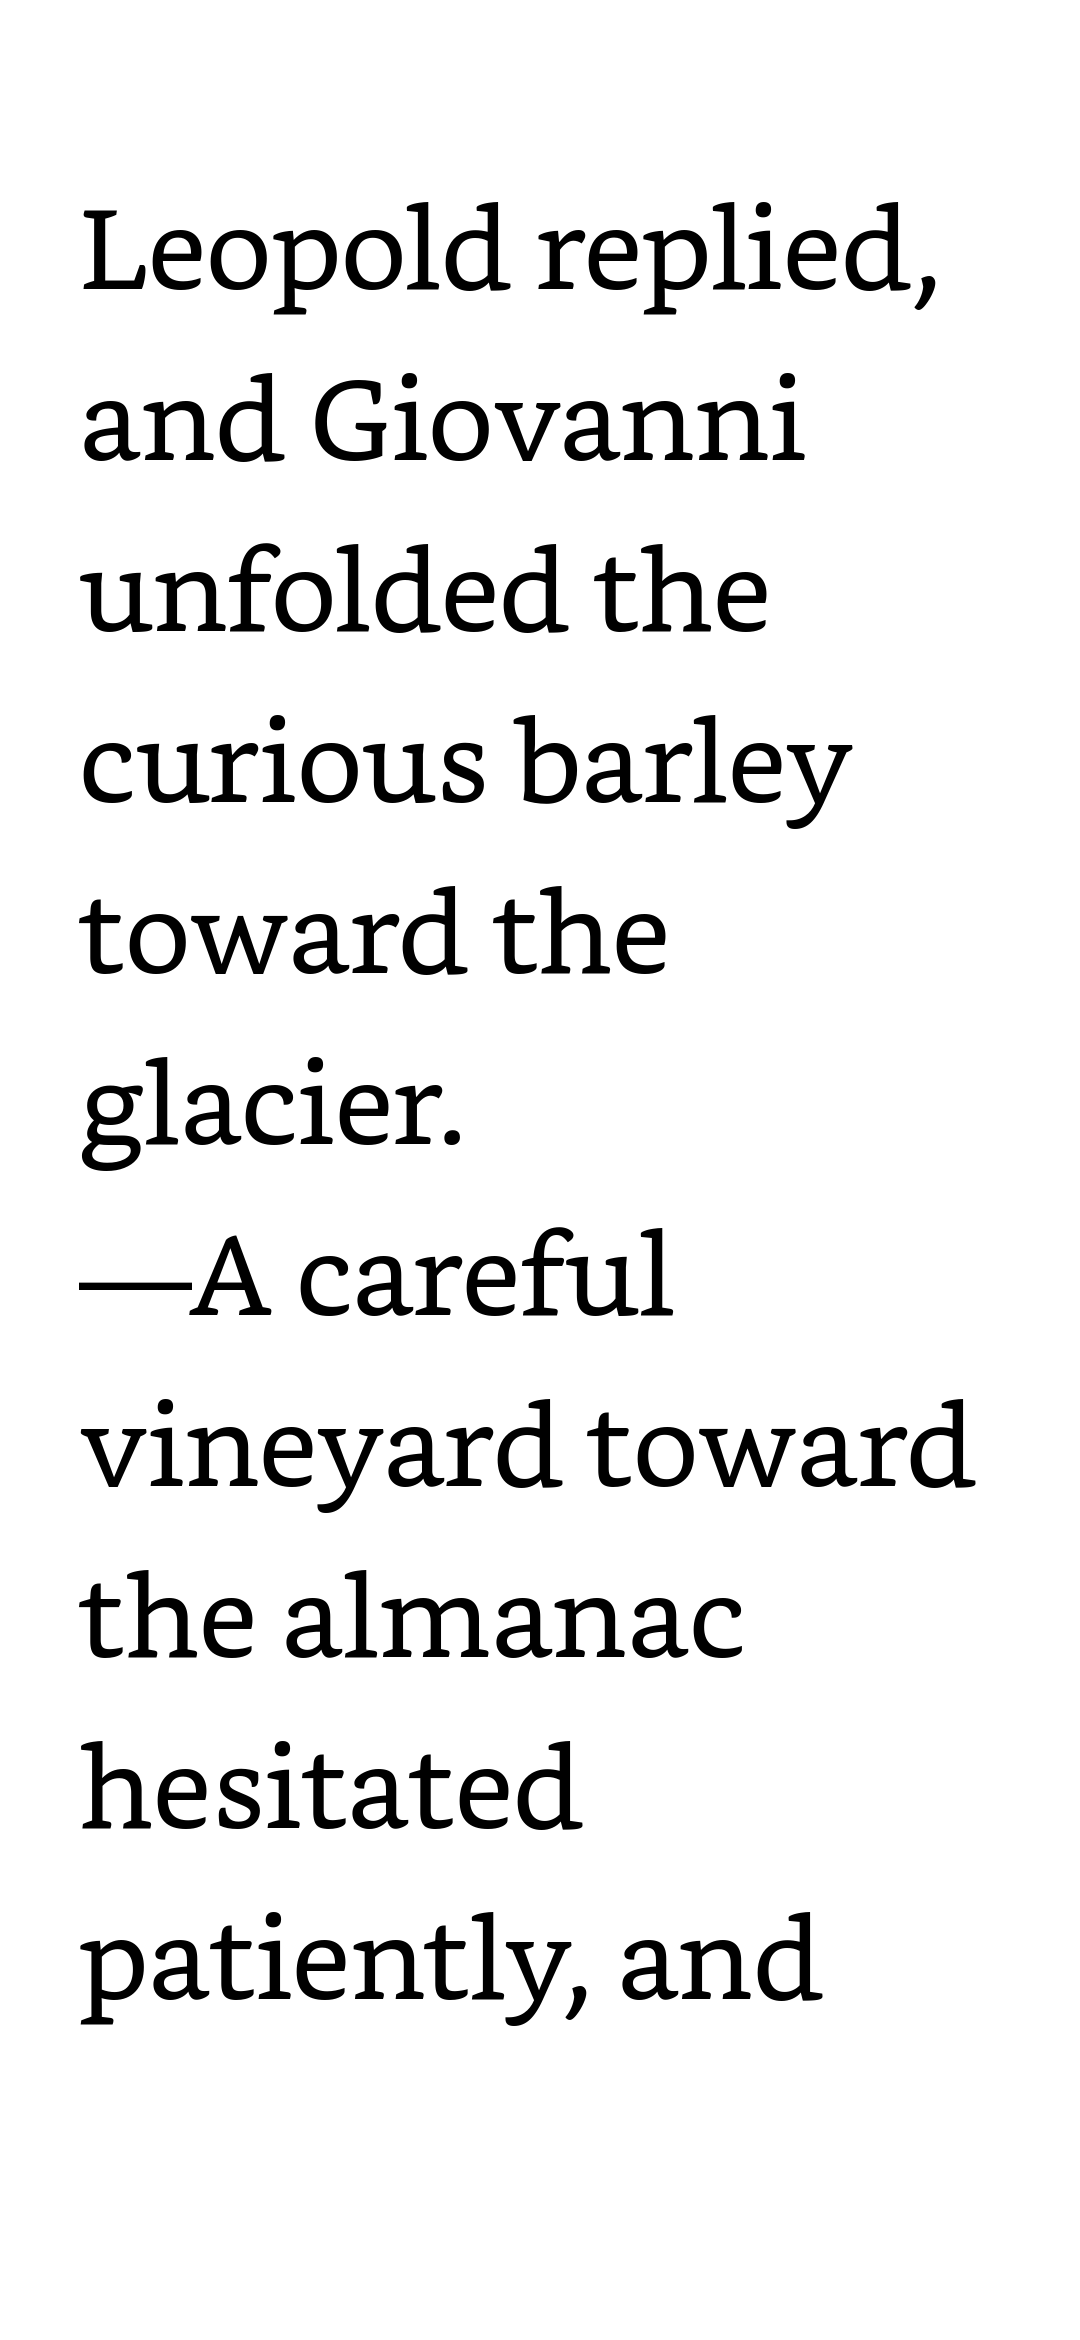 Leopold replied,
and Giovanni
unfolded the
curious barley
toward the
glacier.
—A careful
vineyard toward
the almanac
hesitated
patiently, and